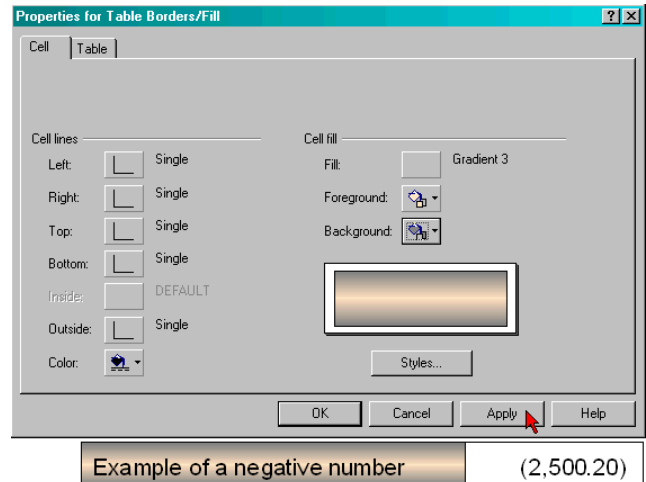 Properties for Table Borders/Fill
Cell Table
Cell lines
Left: Single
Right: Single
Top: Single
Bottom: Single
Inside: DEFAULT
Outside: Single
Color:
Cell fill
Fill: Gradient 3
Foreground:
Background:
Styles...
OK Cancel Apply Help
Example of a negative number (2,500.20)